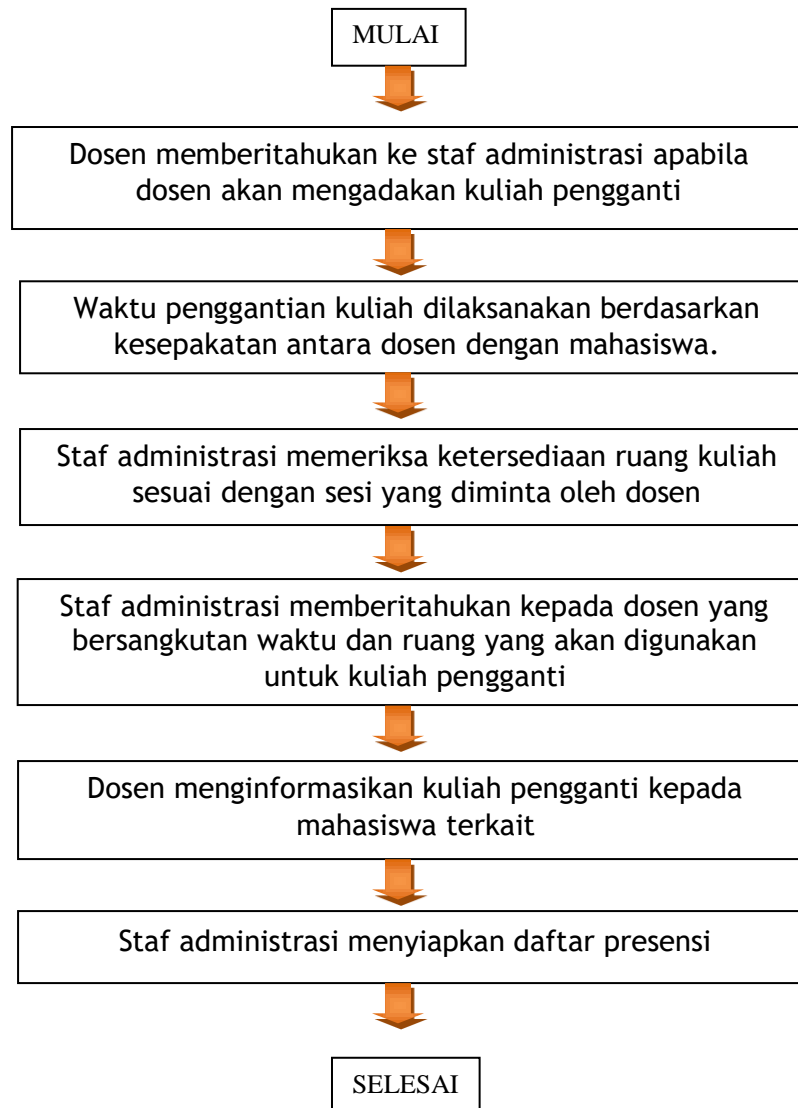 MULAI
Dosen memberitahukan ke staf administrasi apabila
dosen akan mengadakan kuliah pengganti
Waktu penggantian kuliah dilaksanakan berdasarkan
kesepakatan antara dosen dengan mahasiswa.
Staf administrasi memeriksa ketersediaan ruang kuliah
sesuai dengan sesi yang diminta oleh dosen
Staf administrasi memberitahukan kepada dosen yang
bersangkutan waktu dan ruang yang akan digunakan
untuk kuliah pengganti
Dosen menginformasikan kuliah pengganti kepada
mahasiswa terkait
Staf administrasi menyiapkan daftar presensi
SELESAI